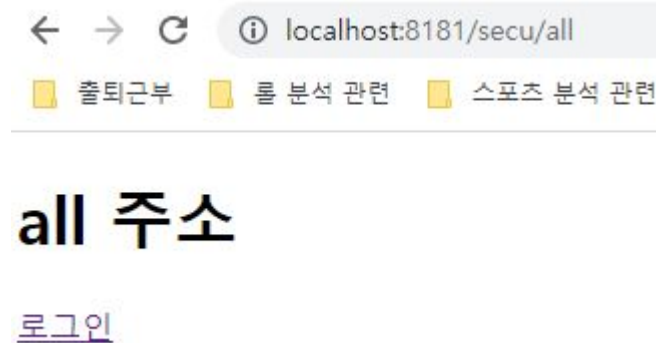 localhost:8181/secu/all
출퇴근부 롤 분석 관련 스포츠 분석 관련
all 주소
로그인